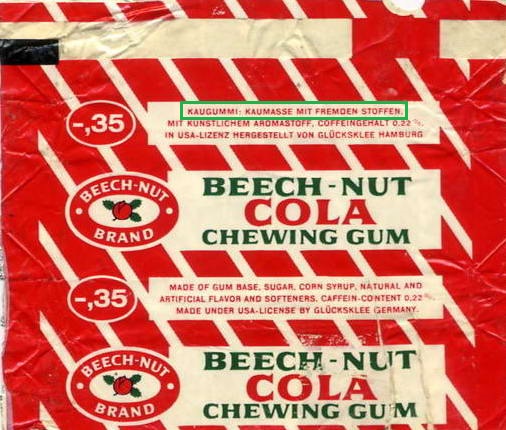 -,35
KAUGUMMI: KAUMASSE MIT FREMDEN STOFFEN,
MIT KÜNSTLICHEM AROMASTOFF, COFFEINGEHALT 0,22%
IN USA-LIZENZ HERGESTELLT VON GLÜCKSKLEE HAMBURG
BEECH-NUT
BRAND
BEECH-NUT
COLA
CHEWING GUM
-,35
MADE OF GUM BASE, SUGAR, CORN SYRUP, NATURAL AND
ARTIFICIAL FLAVOR AND SOFTENERS, CAFFEIN-CONTENT 0,22%
MADE UNDER USA-LICENSE BY GLÜCKSKLEE GERMANY.
BEECH-NUT
BRAND
BEECH-NUT
COLA
CHEWING GUM